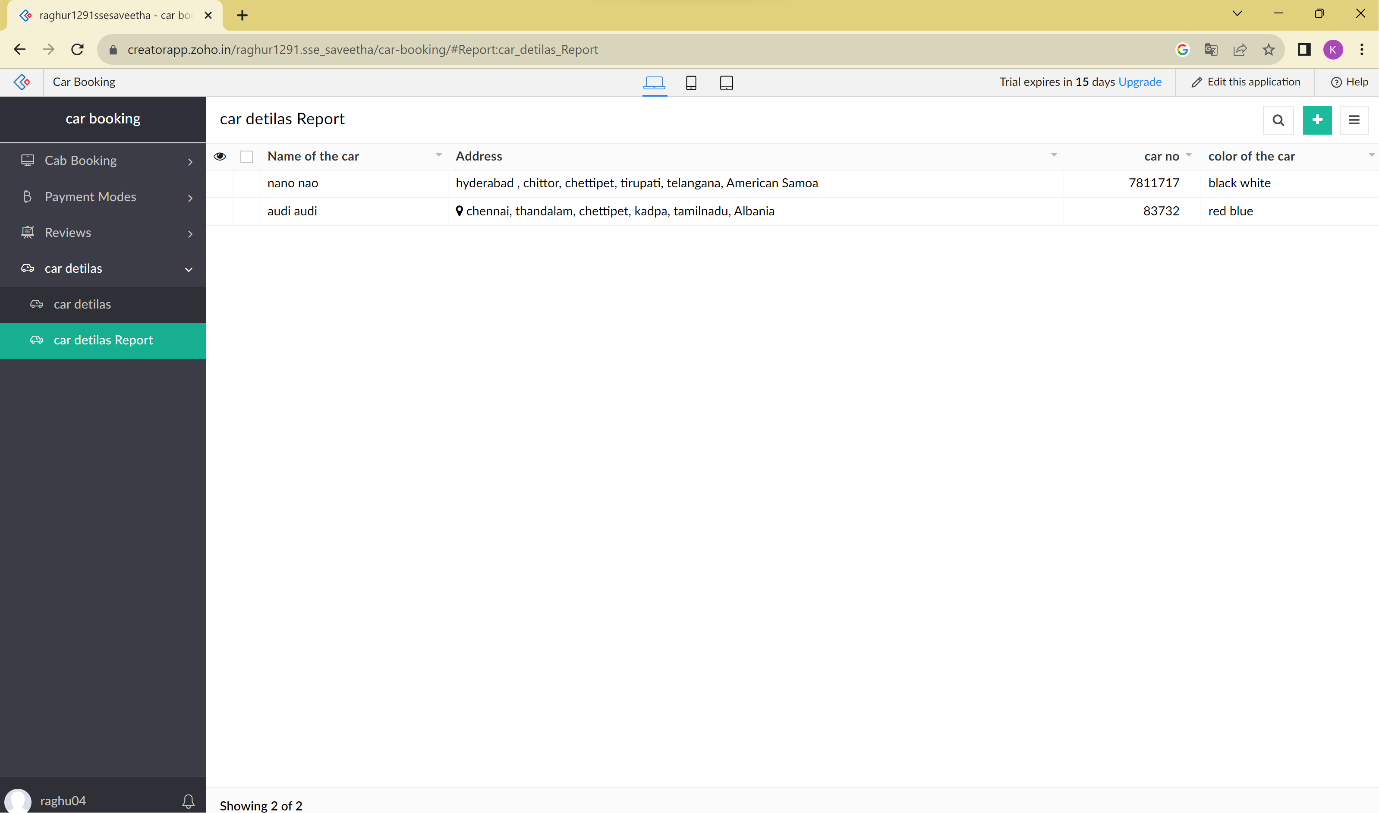 raghur1291ssesaveetha - car boo
creatorapp.zoho.in/raghur1291.sse_saveetha/car-booking/#Report:car_detilas_Report
K
Car Booking
Trial expires in 15 days Upgrade
Edit this application
Help
car booking
car detilas Report
Cab Booking
Payment Modes
Reviews
car detilas
car detilas
car detilas Report
Name of the car Address car no color of the car
nano nao hyderabad , chittor, chettipet, tirupati, telangana, American Samoa 7811717 black white
audi audi chennai, thandalam, chettipet, kadpa, tamilnadu, Albania 83732 red blue
raghu04
Showing 2 of 2